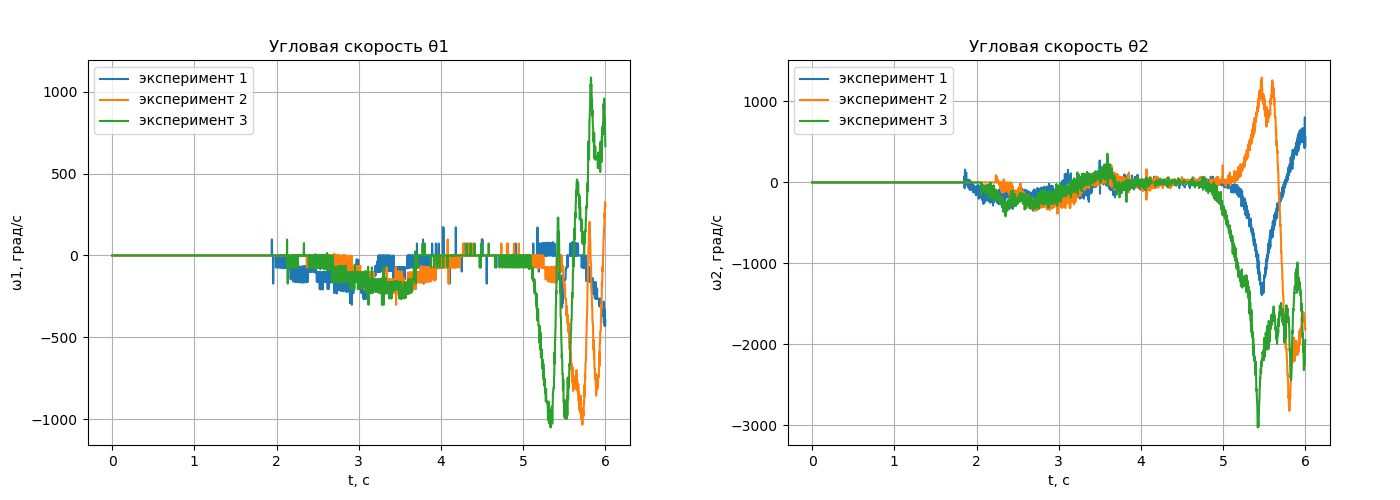 Угловая скорость θ1
эксперимент 1
эксперимент 2
эксперимент 3
1000
500
0
−500
−1000
ω1, град/с
0 1 2 3 4 5 6
t, с
Угловая скорость θ2
эксперимент 1
эксперимент 2
эксперимент 3
1000
0
−1000
−2000
−3000
ω2, град/с
0 1 2 3 4 5 6
t, с